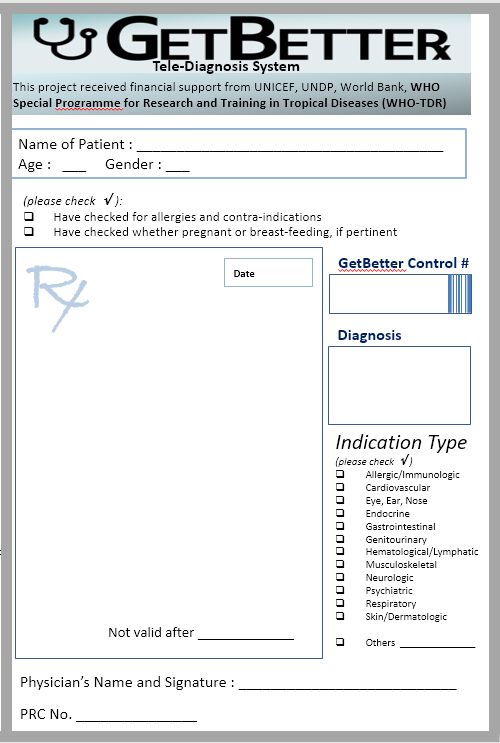 GETBETTER℞
Tele-Diagnosis System
This project received financial support from UNICEF, UNDP, World Bank, WHO
Special Programme for Research and Training in Tropical Diseases (WHO-TDR)
Name of Patient : ______________________________________
Age : ___ Gender : ___
(please check √):
❑ Have checked for allergies and contra-indications
❑ Have checked whether pregnant or breast-feeding, if pertinent
Rx
Date
Not valid after ____________
GetBetter Control #
Diagnosis
Indication Type
(please check √)
❑ Allergic/Immunologic
❑ Cardiovascular
❑ Eye, Ear, Nose
❑ Endocrine
❑ Gastrointestinal
❑ Genitourinary
❑ Hematological/Lymphatic
❑ Musculoskeletal
❑ Neurologic
❑ Psychiatric
❑ Respiratory
❑ Skin/Dermatologic
❑ Others ______________
Physician's Name and Signature : ___________________________
PRC No. _______________